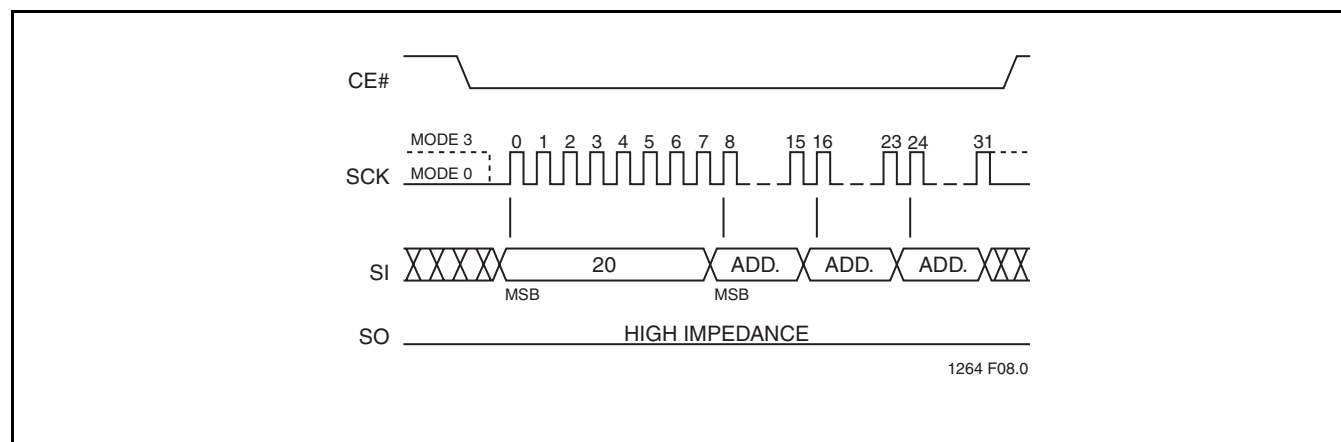 CE#
MODE 3
0 1 2 3 4 5 6 7 8 15 16 23 24 31
SCK
MODE 0
SI
20 ADD. ADD. ADD.
MSB MSB
SO
HIGH IMPEDANCE
1264 F08.0